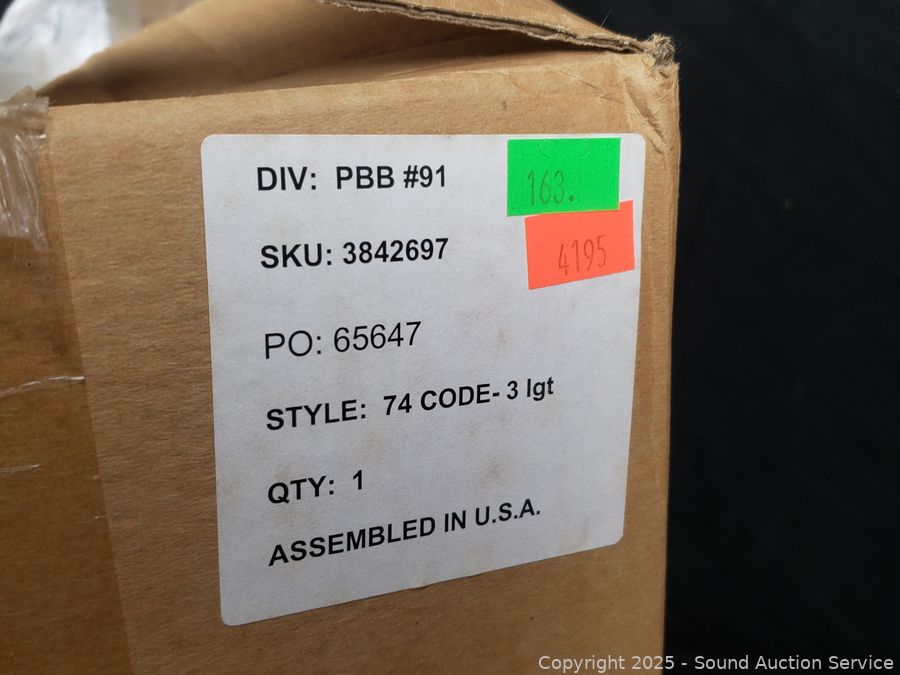 DIV: PBB #91
163.
SKU: 3842697
4195
PO: 65647
STYLE: 74 CODE- 3 lgt
QTY: 1
ASSEMBLED IN U.S.A.
Copyright © 2025 - Sound Auction Service